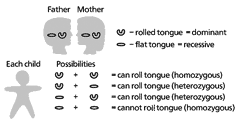 Father Mother
– rolled tongue = dominant
– flat tongue = recessive
Each child Possibilities
+ = can roll tongue (homozygous)
+ = can roll tongue (heterozygous)
+ = can roll tongue (heterozygous)
+ = cannot roll tongue (homozygous)